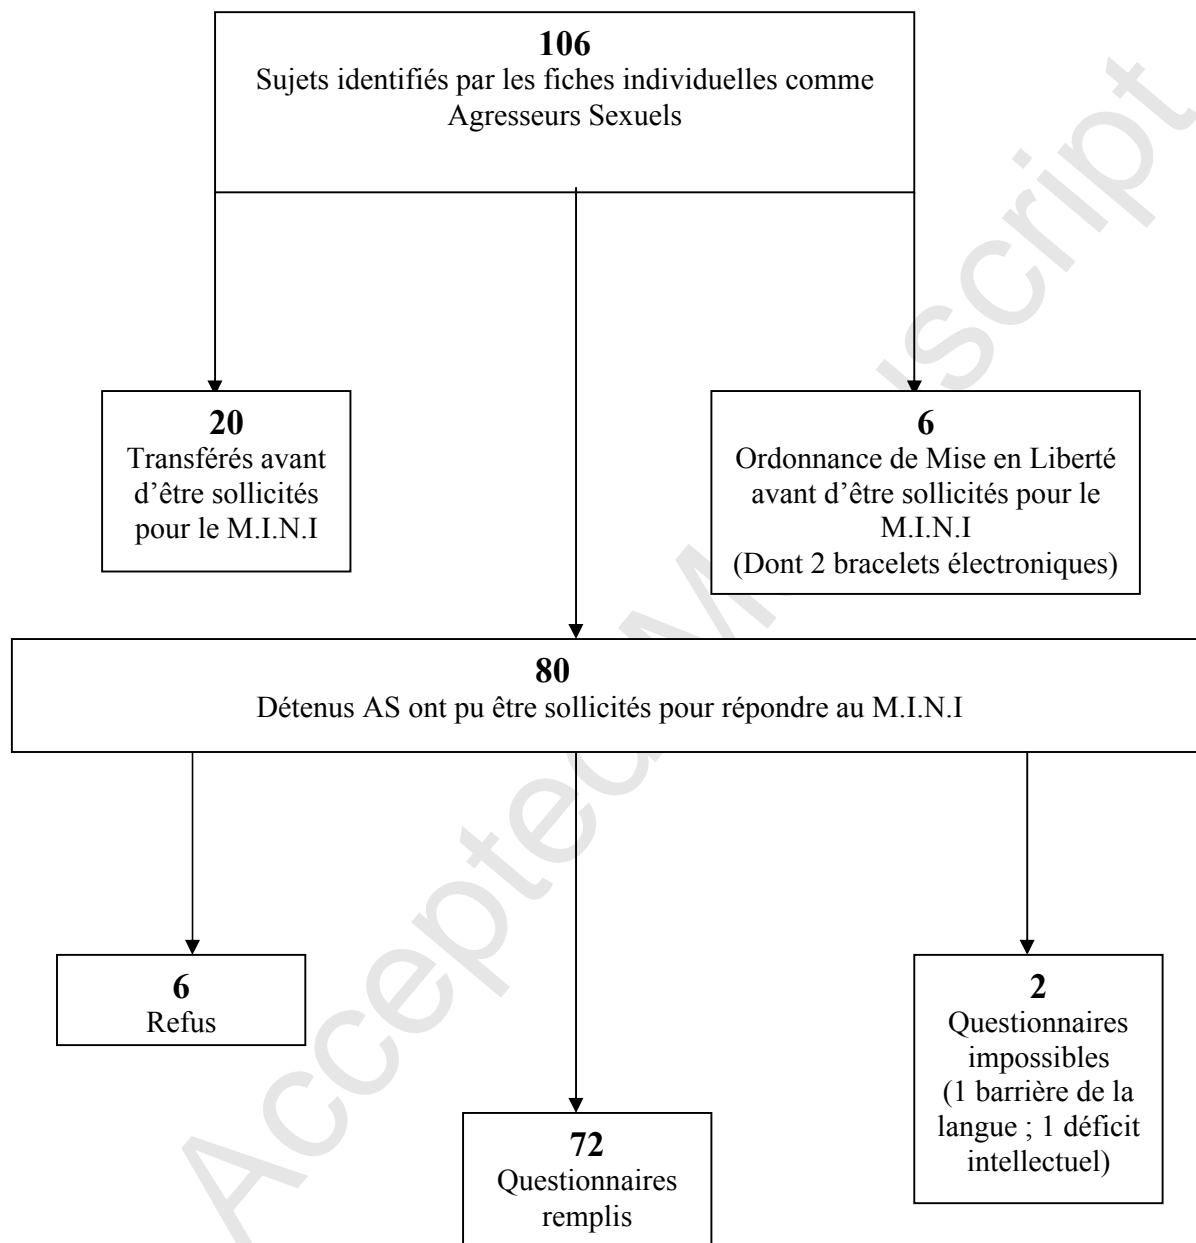 106
Sujets identifiés par les fiches individuelles comme
Agresseurs Sexuels
20
Transférés avant
d’être sollicités
pour le M.I.N.I
6
Ordonnance de Mise en Liberté
avant d’être sollicités pour le
M.I.N.I
(Dont 2 bracelets électroniques)
80
Détenus AS ont pu être sollicités pour répondre au M.I.N.I
6
Refus
72
Questionnaires
remplis
2
Questionnaires
impossibles
(1 barrière de la
langue ; 1 déficit
intellectuel)
Accepted Manuscript